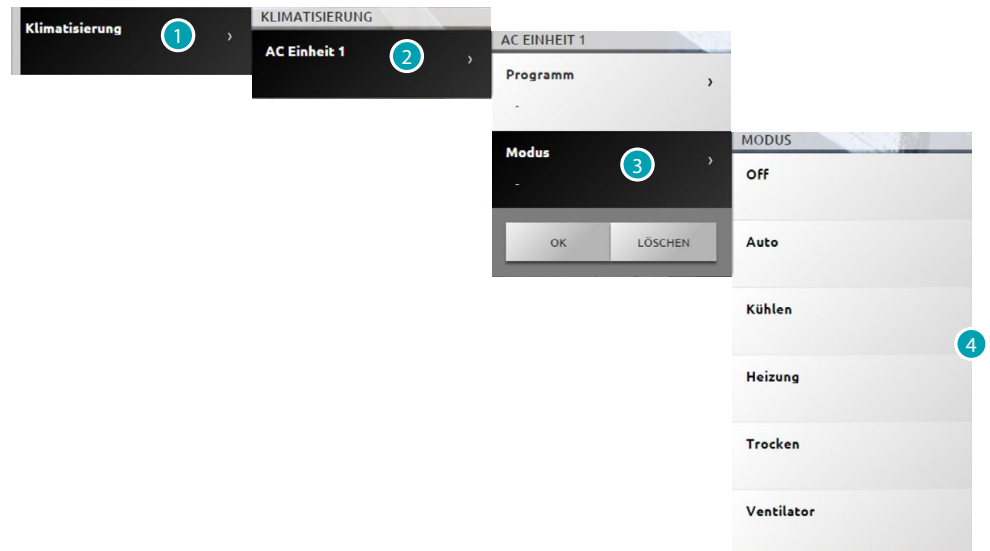 Klimatisierung
1
›
KLIMATISIERUNG
AC Einheit 1
2
›
AC EINHEIT 1
Programm
›
-
Modus
3
›
-
OK
LÖSCHEN
MODUS
Off
Auto
Kühlen
4
Heizung
Trocken
Ventilator